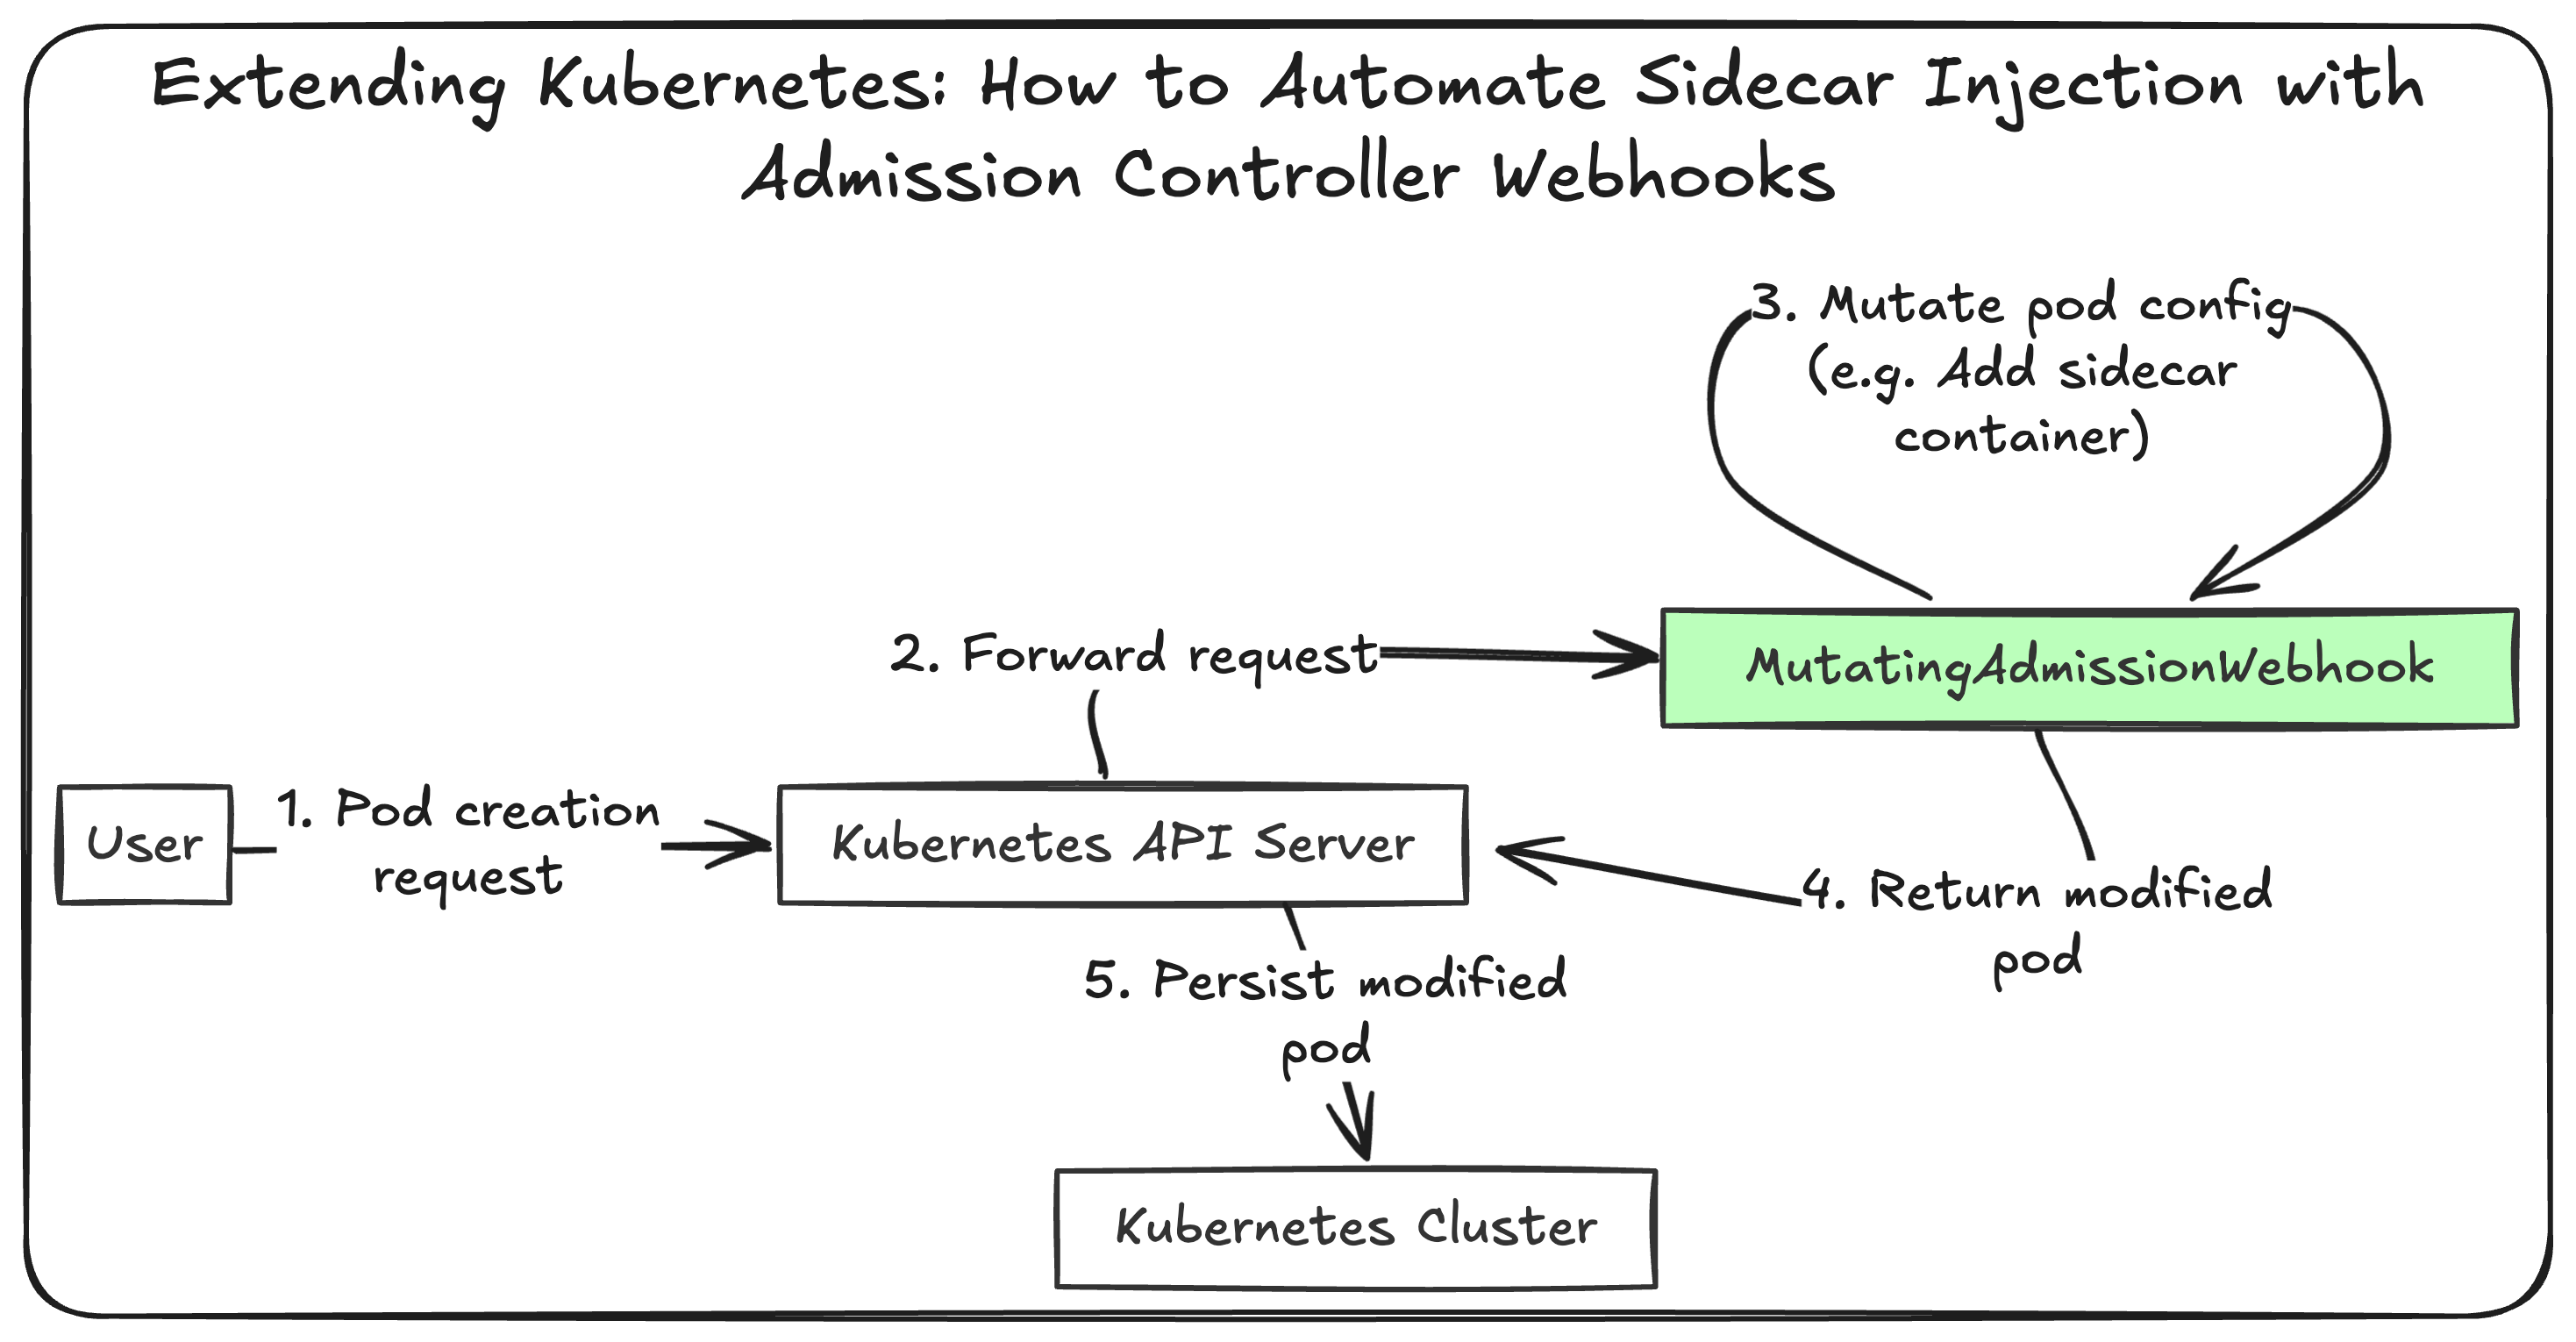 Extending Kubernetes: How to Automate Sidecar Injection with
Admission Controller Webhooks
3. Mutate pod config
(e.g. Add sidecar
container)
2. Forward request
MutatingAdmissionWebhook
User
1. Pod creation
request
Kubernetes API Server
4. Return modified
pod
5. Persist modified
pod
Kubernetes Cluster